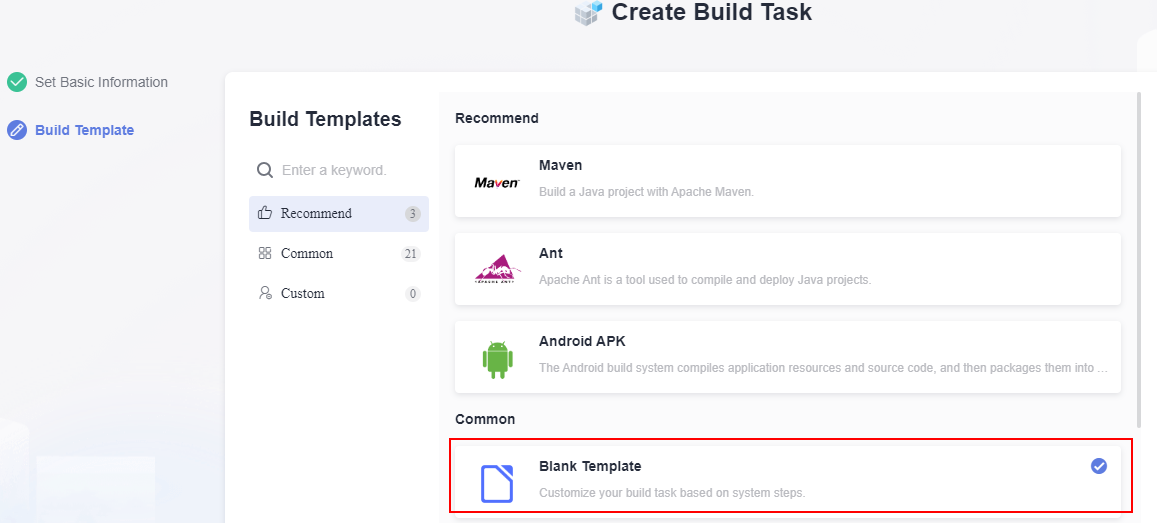 Create Build Task
Set Basic Information
Build Template
Build Templates
Enter a keyword.
Recommend 3
Common 21
Custom 0
Recommend
Maven
Maven
Build a Java project with Apache Maven.
Ant
APACHE ANT
Apache Ant is a tool used to compile and deploy Java projects.
Android APK
The Android build system compiles application resources and source code, and then packages them into ...
Common
Blank Template
Customize your build task based on system steps.